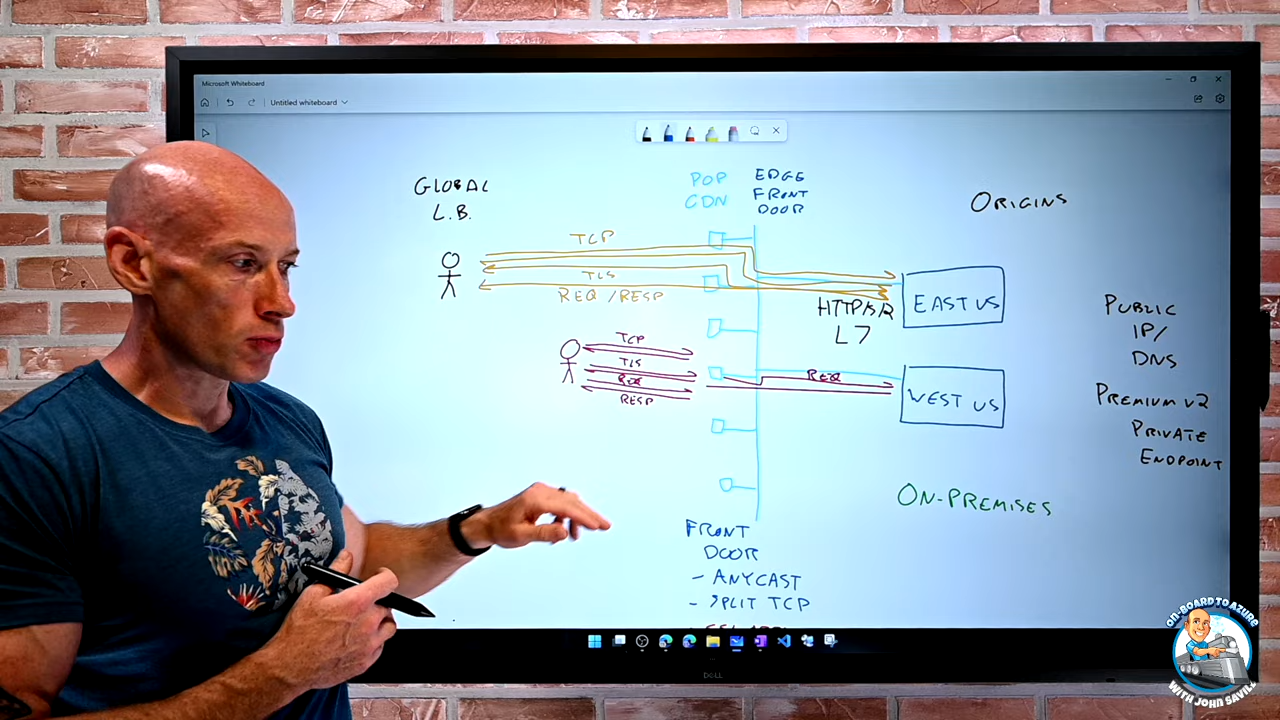 Microsoft Whiteboard
Untitled whiteboard
GLOBAL
L.B.
POP
CDN
EDGE
FRONT
DOOR
ORIGINS
TCP
TLS
REQ/RESP
HTTP/S/2
L7
EAST US
PUBLIC
IP/
DNS
TCP
TLS
REQ
RESP
REQ
WEST US
PREMIUM V2
PRIVATE
ENDPOINT
ON-PREMISES
FRONT
DOOR
- ANYCAST
- SPLIT TCP
DELL
ON-BOARD TO AZURE
WITH JOHN SAVILL